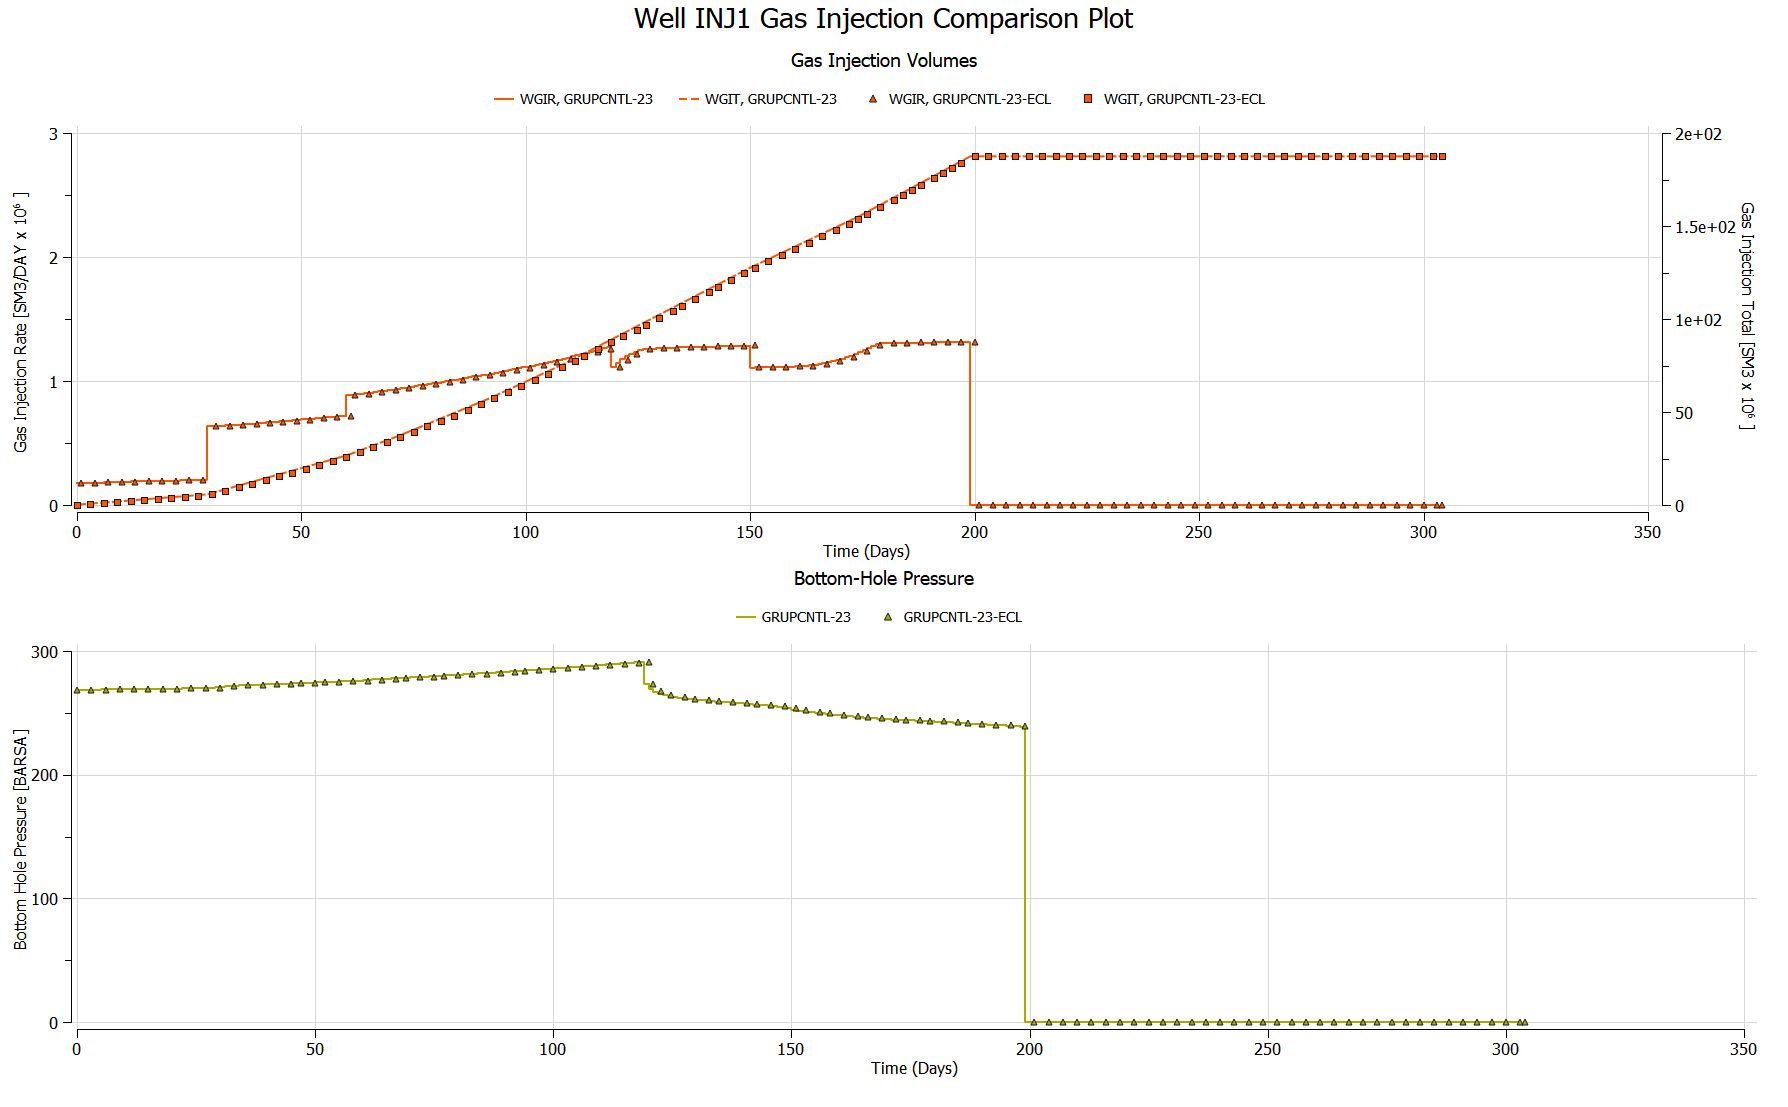 Well INJ1 Gas Injection Comparison Plot
Gas Injection Volumes
WGIR, GRUPCNTL-23 WGIT, GRUPCNTL-23 WGIR, GRUPCNTL-23-ECL WGIT, GRUPCNTL-23-ECL
Gas Injection Rate [SM3/DAY x 10⁶ ]
3
2
1
0
2e+02
1.5e+02
1e+02
50
0
Gas Injection Total [SM3 x 10⁶ ]
0 50 100 150 200 250 300 350
Time (Days)
Bottom-Hole Pressure
GRUPCNTL-23 GRUPCNTL-23-ECL
Bottom Hole Pressure [BARSA]
300
200
100
0
0 50 100 150 200 250 300 350
Time (Days)